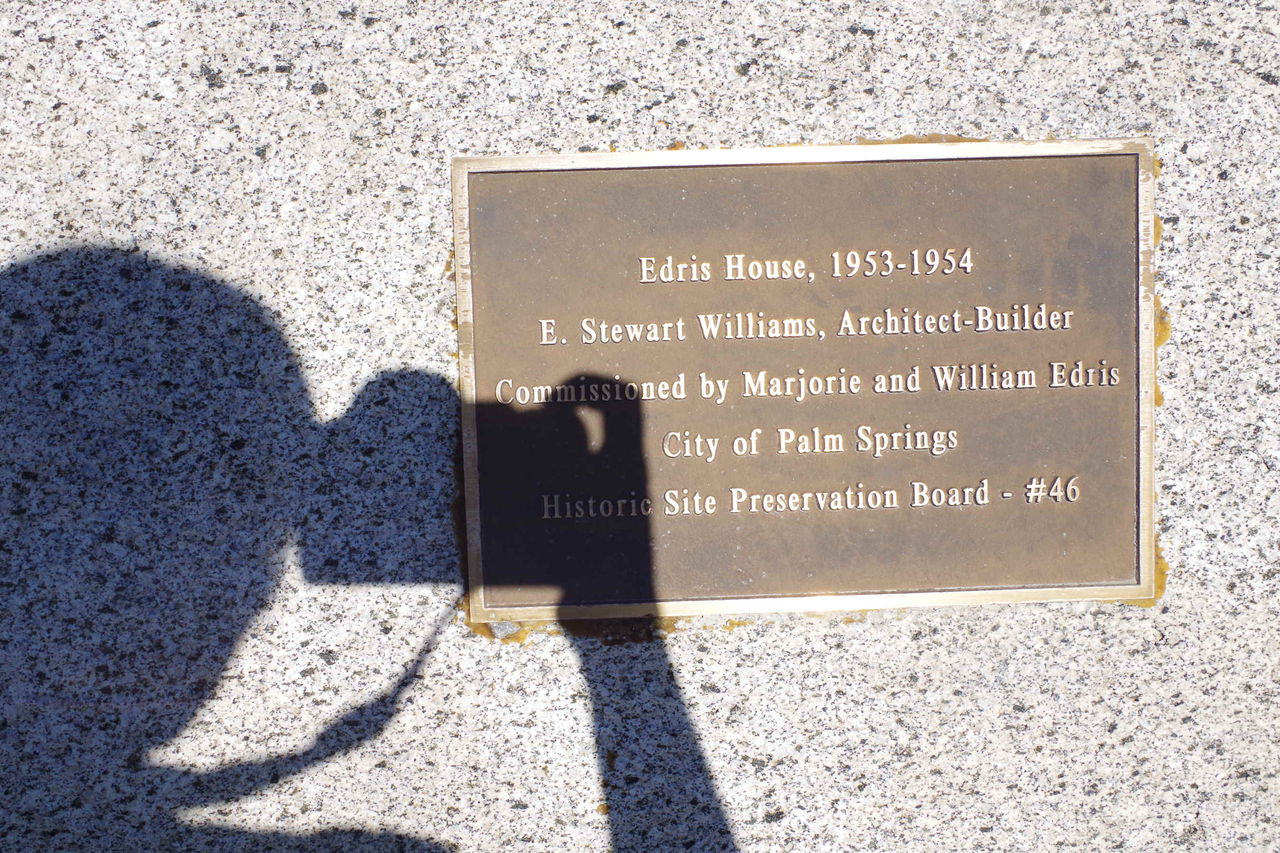 Edris House, 1953-1954
E. Stewart Williams, Architect-Builder
Commissioned by Marjorie and William Edris
City of Palm Springs
Historic Site Preservation Board - #46